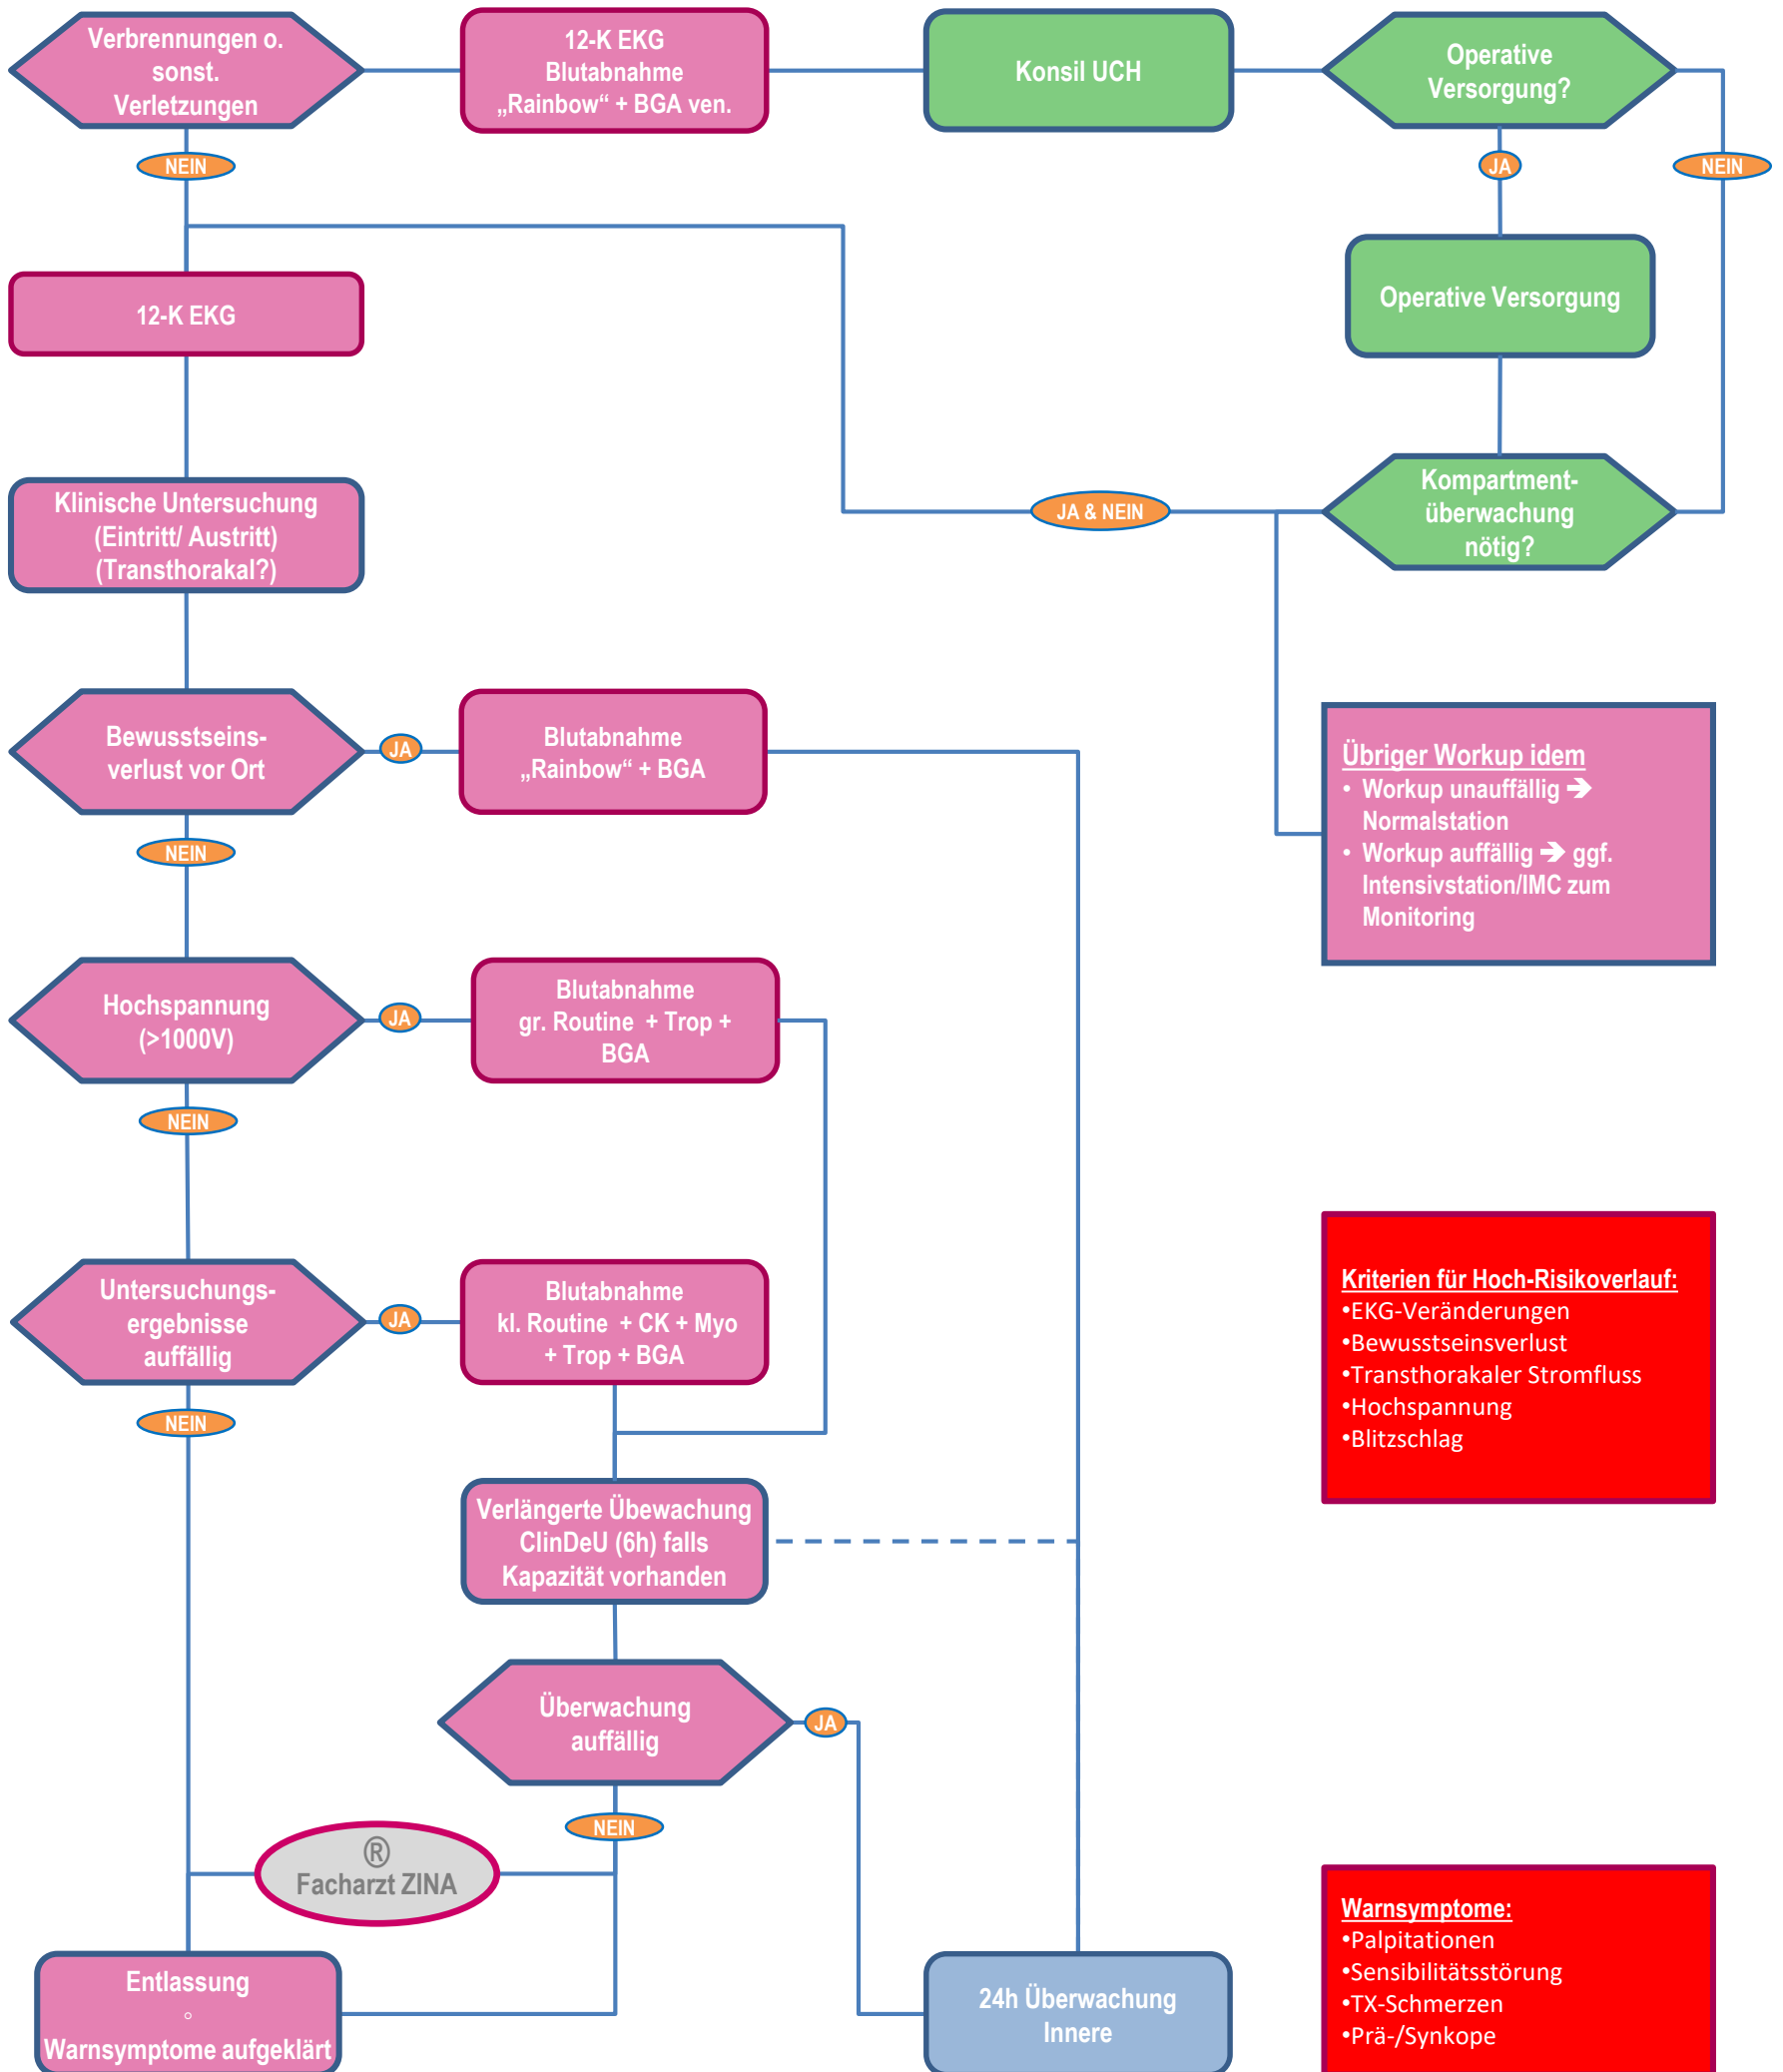 Verbrennungen o.
sonst.
Verletzungen
12-K EKG
Blutabnahme
„Rainbow“ + BGA ven.
Konsil UCH
Operative
Versorgung?
NEIN
JA
NEIN
12-K EKG
Operative Versorgung
Klinische Untersuchung
(Eintritt/ Austritt)
(Transthorakal?)
JA & NEIN
Kompartment-
überwachung
nötig?
Bewusstseins-
verlust vor Ort
JA
Blutabnahme
„Rainbow“ + BGA
Übriger Workup idem
• Workup unauffällig ➔
Normalstation
• Workup auffällig ➔ ggf.
Intensivstation/IMC zum
Monitoring
NEIN
Hochspannung
(>1000V)
JA
Blutabnahme
gr. Routine + Trop +
BGA
NEIN
Untersuchungs-
ergebnisse
auffällig
JA
Blutabnahme
kl. Routine + CK + Myo
+ Trop + BGA
Kriterien für Hoch-Risikoverlauf:
•EKG-Veränderungen
•Bewusstseinsverlust
•Transthorakaler Stromfluss
•Hochspannung
•Blitzschlag
NEIN
Verlängerte Übewachung
ClinDeU (6h) falls
Kapazität vorhanden
Überwachung
auffällig
JA
NEIN
®
Facharzt ZINA
Entlassung
◦
Warnsymptome aufgeklärt
24h Überwachung
Innere
Warnsymptome:
•Palpitationen
•Sensibilitätsstörung
•TX-Schmerzen
•Prä-/Synkope